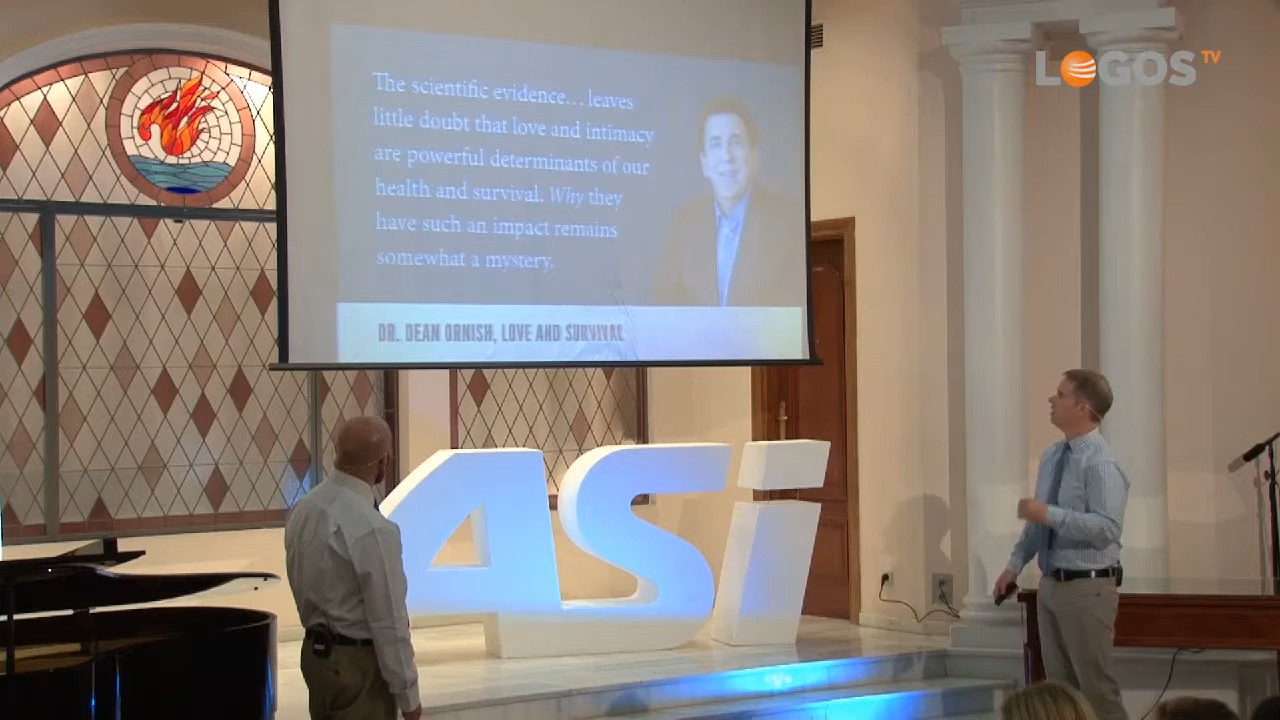 LOGOS TV
The scientific evidence... leaves
little doubt that love and intimacy
are powerful determinants of our
health and survival. Why they
have such an impact remains
somewhat a mystery.
DR. DEAN ORNISH, LOVE AND SURVIVAL
ASi